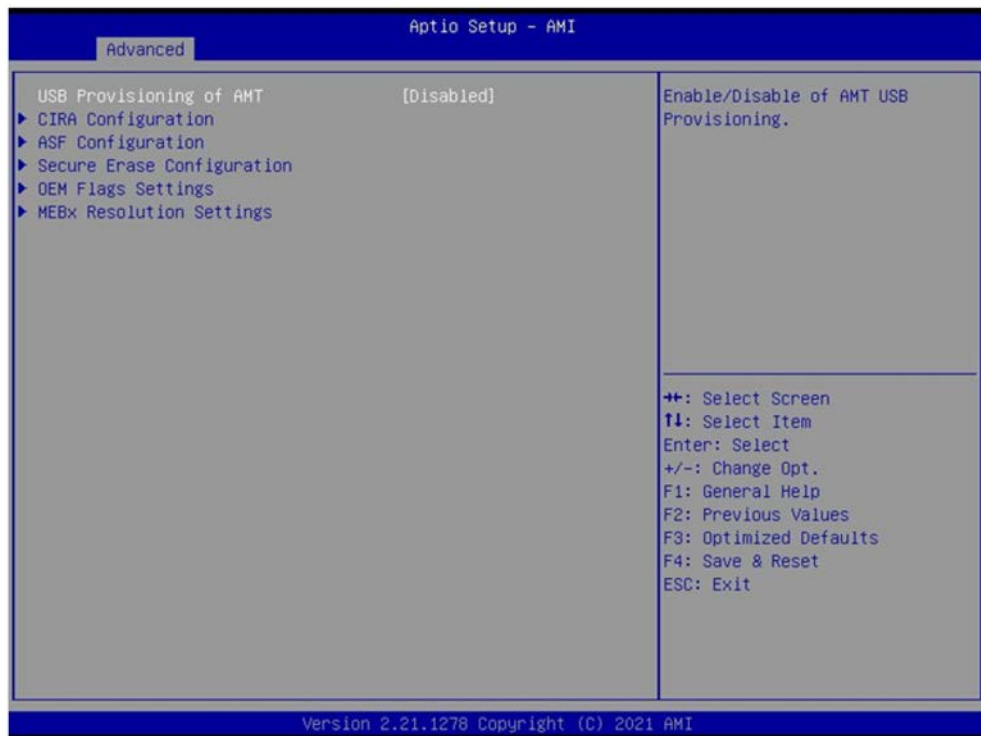 Aptio Setup - AMI
Advanced
USB Provisioning of AMT [Disabled]
► CIRA Configuration
► ASF Configuration
► Secure Erase Configuration
► OEM Flags Settings
► MEBx Resolution Settings
Enable/Disable of AMT USB
Provisioning.
→←: Select Screen
↑↓: Select Item
Enter: Select
+/-: Change Opt.
F1: General Help
F2: Previous Values
F3: Optimized Defaults
F4: Save & Reset
ESC: Exit
Version 2.21.1278 Copyright (C) 2021 AMI